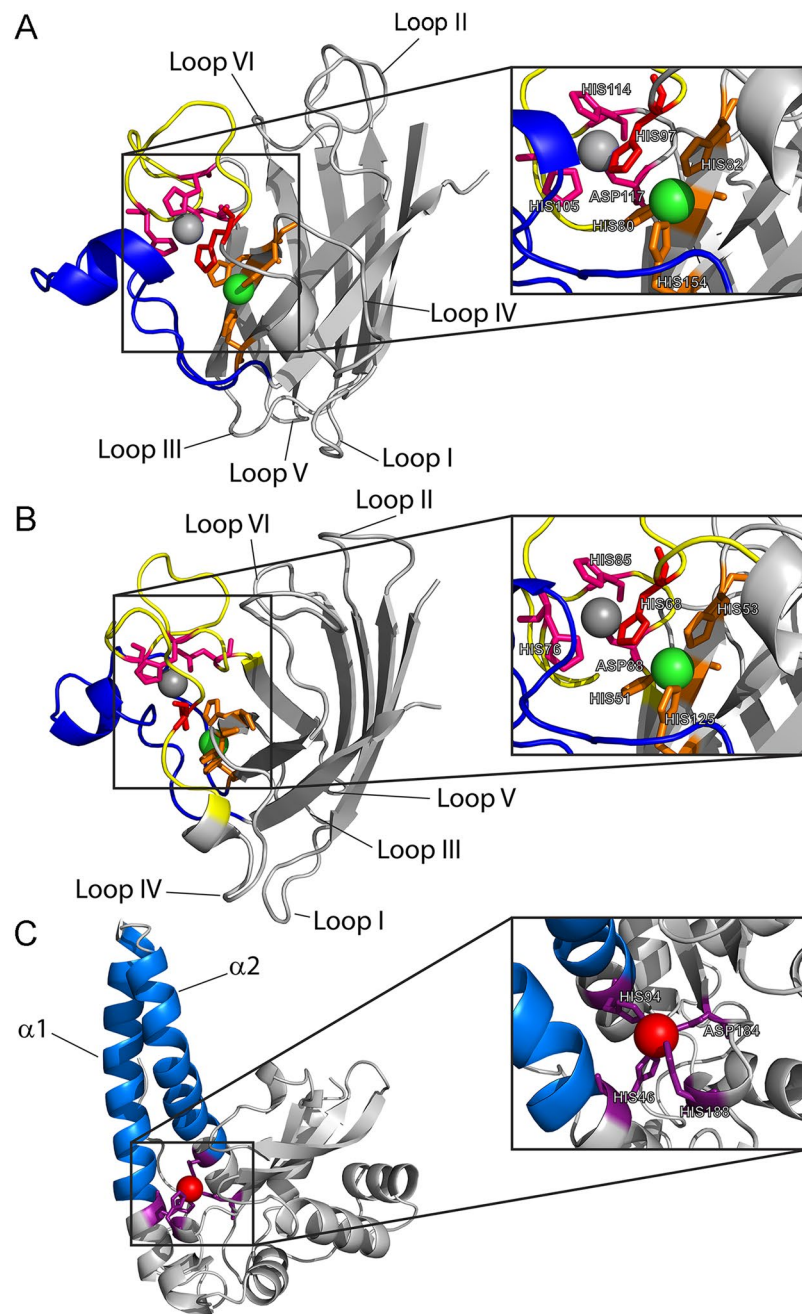 A
Loop II
Loop VI
HIS114
HIS97
HIS82
ASP117
HIS105
HIS80
HIS154
Loop IV
Loop III
Loop V
Loop I
B
Loop II
Loop VI
HIS85
HIS68
HIS53
HIS76
ASP88
HIS51
HIS125
Loop V
Loop III
Loop IV
Loop I
C
α2
α1
HIS94
ASP184
HIS46
HIS188